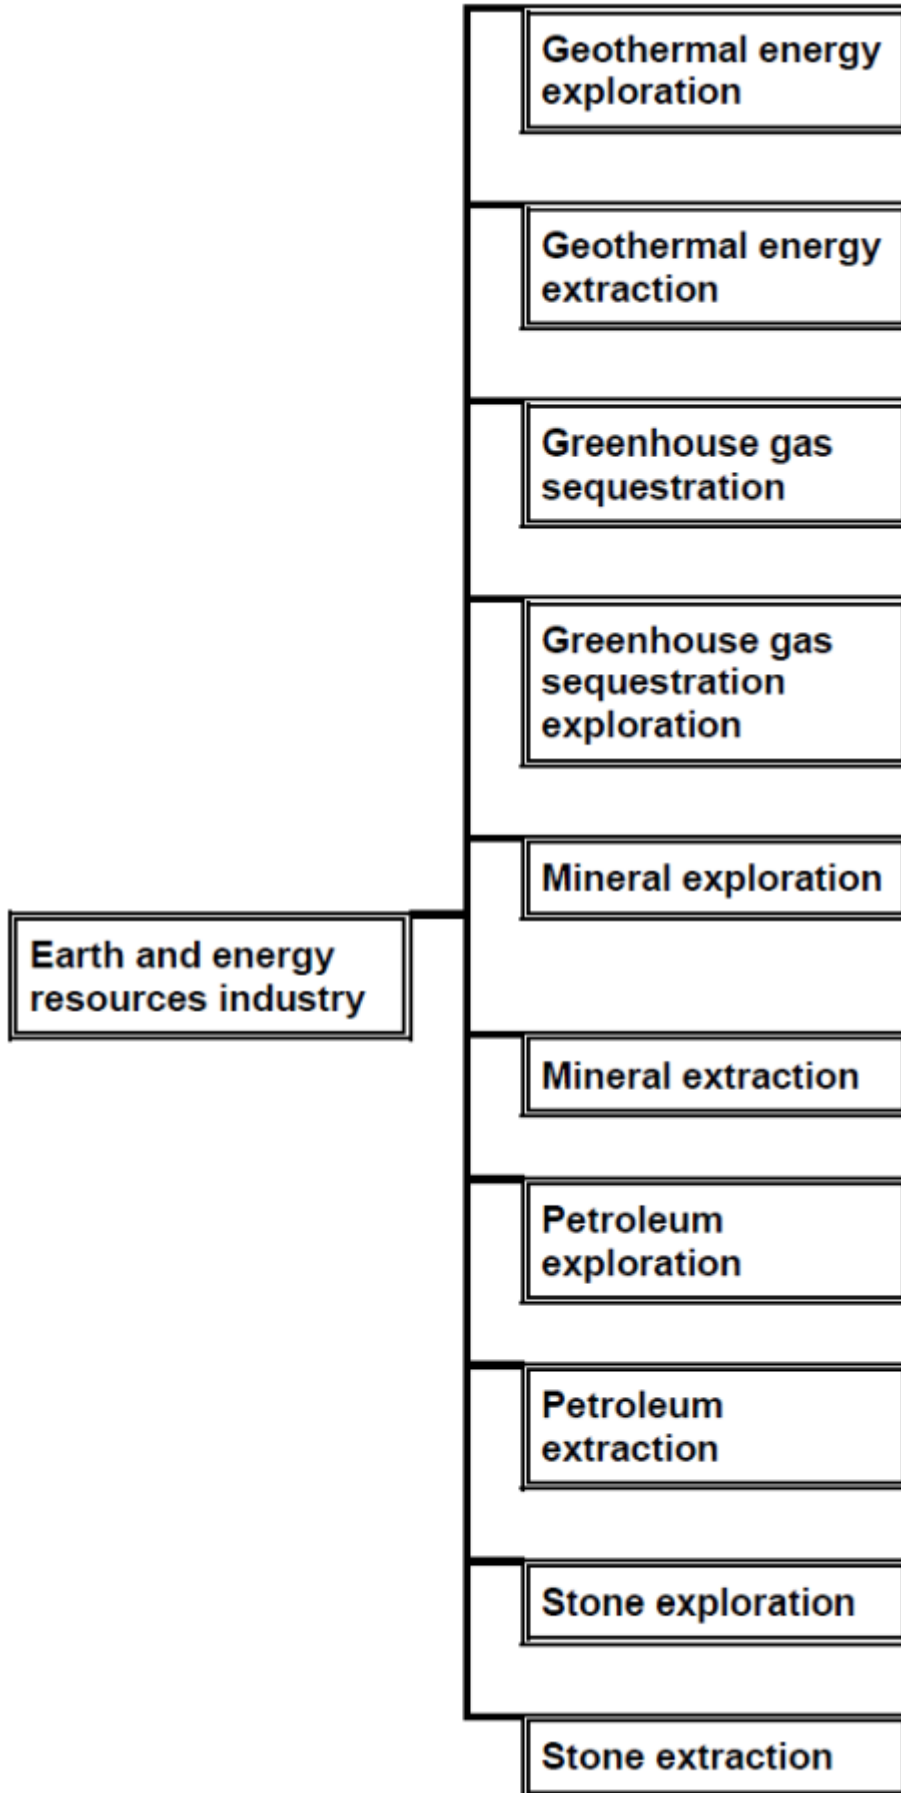 Geothermal energy
exploration
Geothermal energy
extraction
Greenhouse gas
sequestration
Greenhouse gas
sequestration
exploration
Mineral exploration
Earth and energy
resources industry
Mineral extraction
Petroleum
exploration
Petroleum
extraction
Stone exploration
Stone extraction